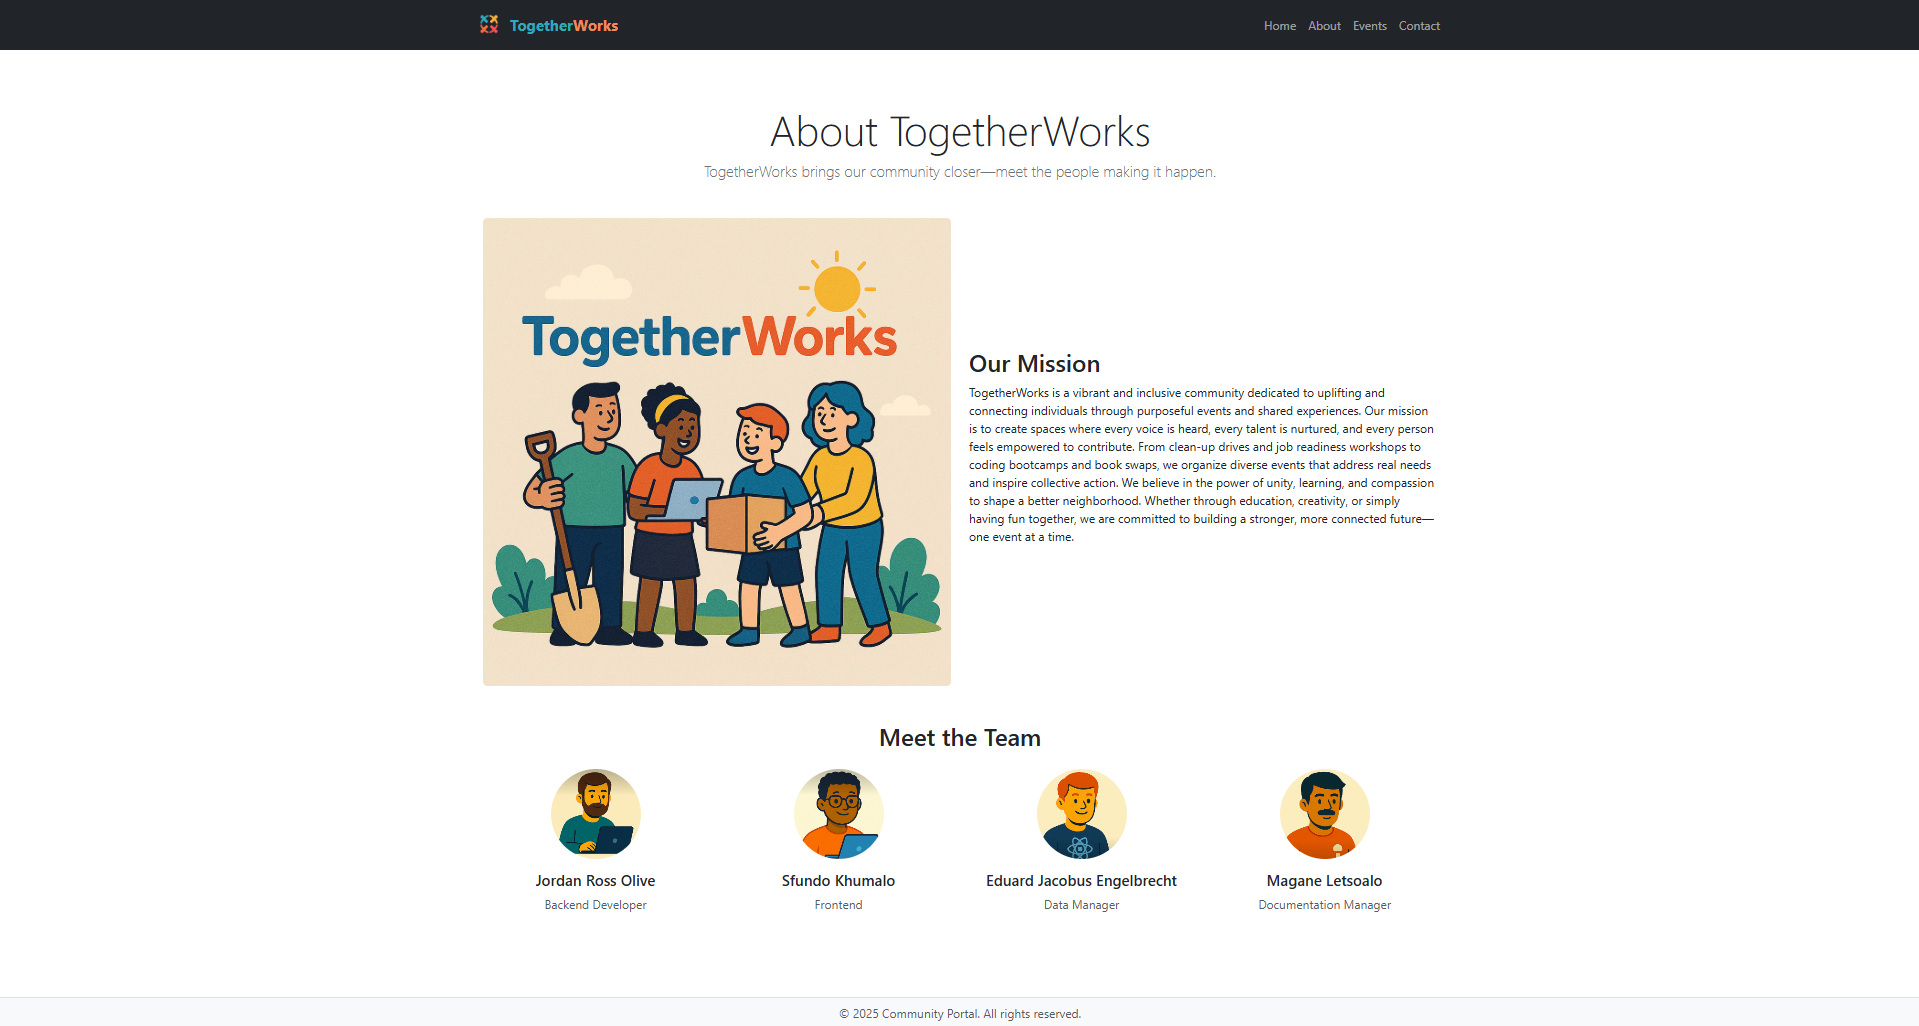 TogetherWorks
Home About Events Contact
About TogetherWorks
TogetherWorks brings our community closer—meet the people making it happen.
TogetherWorks
Our Mission
TogetherWorks is a vibrant and inclusive community dedicated to uplifting and
connecting individuals through purposeful events and shared experiences. Our mission
is to create spaces where every voice is heard, every talent is nurtured, and every person
feels empowered to contribute. From clean-up drives and job readiness workshops to
coding bootcamps and book swaps, we organize diverse events that address real needs
and inspire collective action. We believe in the power of unity, learning, and compassion
to shape a better neighborhood. Whether through education, creativity, or simply
having fun together, we are committed to building a stronger, more connected future—
one event at a time.
Meet the Team
Jordan Ross Olive
Backend Developer
Sfundo Khumalo
Frontend
Eduard Jacobus Engelbrecht
Data Manager
Magane Letsoalo
Documentation Manager
© 2025 Community Portal. All rights reserved.